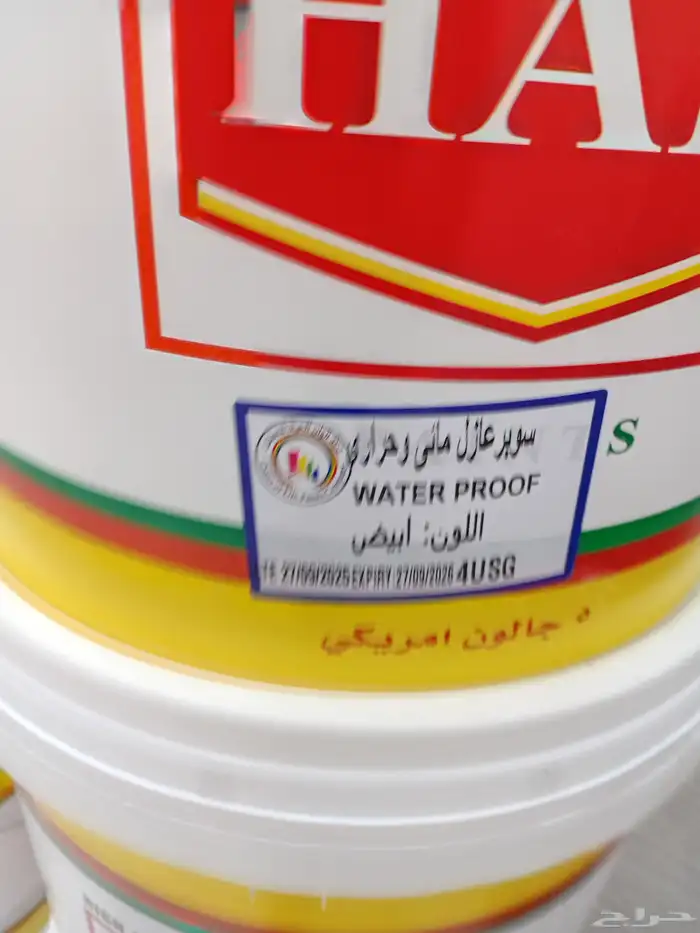 HA
S
سوبر عازل مائي وحراري
WATER PROOF
اللون: ابيض
TE 27/09/2025 EXPIRY 27/09/2026 4USG
٥ جالون امريكي
حراج